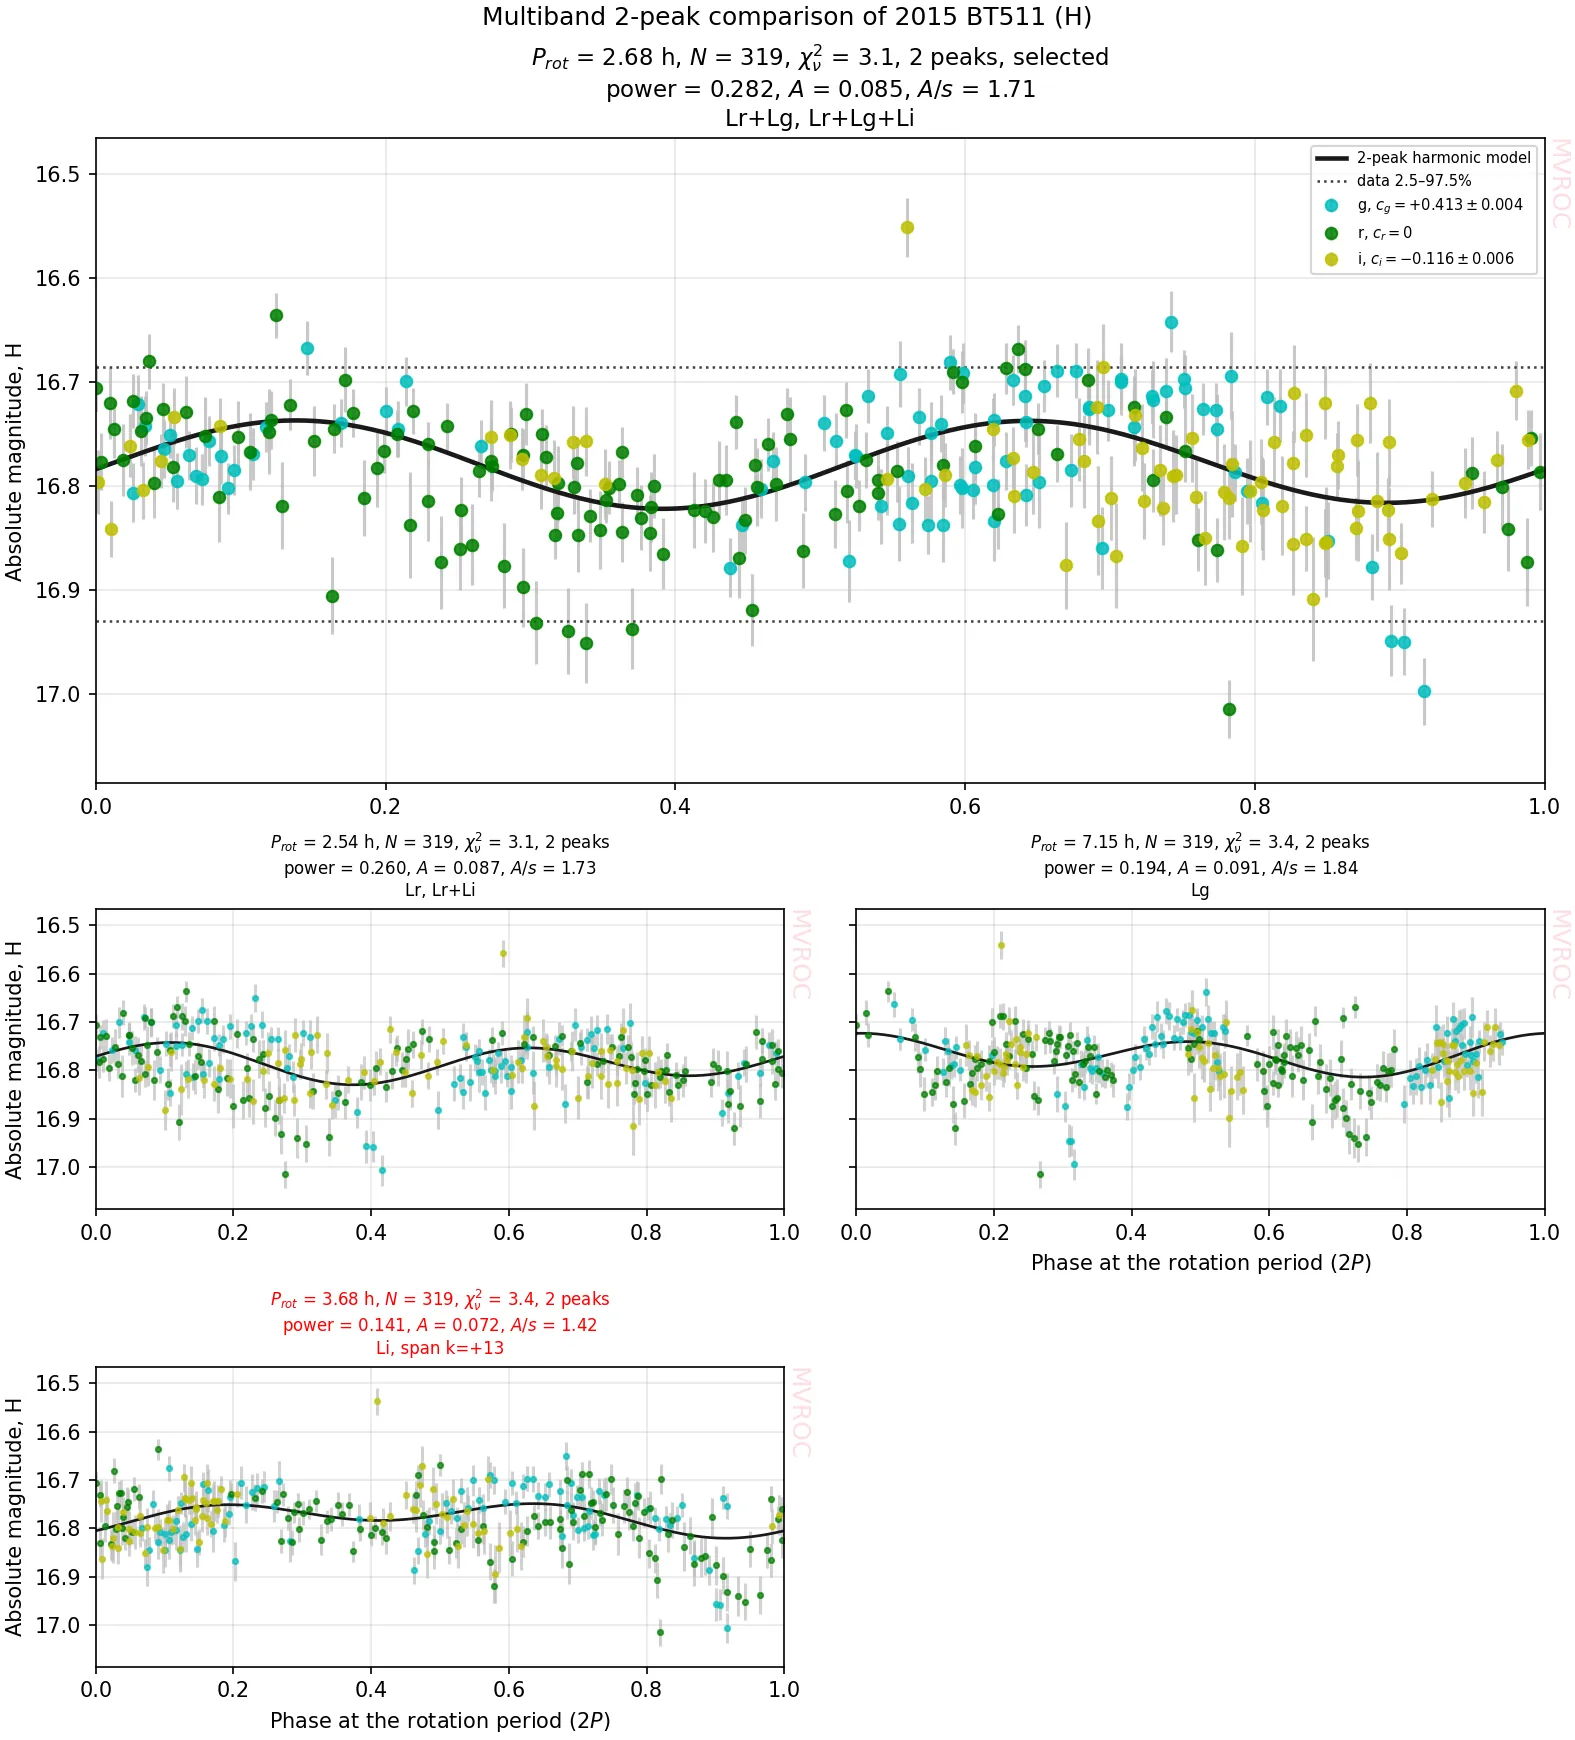 Multiband 2-peak comparison of 2015 BT511 (H)
P_rot = 2.68 h, N = 319, χ²_ν = 3.1, 2 peaks, selected
power = 0.282, A = 0.085, A/s = 1.71
Lr+Lg, Lr+Lg+Li
16.5
16.6
16.7
16.8
16.9
17.0
Absolute magnitude, H
2-peak harmonic model
data 2.5–97.5%
g, c_g = +0.413 ± 0.004
r, c_r = 0
i, c_i = −0.116 ± 0.006
MVROC
0.0 0.2 0.4 0.6 0.8 1.0
P_rot = 2.54 h, N = 319, χ²_ν = 3.1, 2 peaks
power = 0.260, A = 0.087, A/s = 1.73
Lr, Lr+Li
16.5
16.6
16.7
16.8
16.9
17.0
Absolute magnitude, H
MVROC
0.0 0.2 0.4 0.6 0.8 1.0
P_rot = 7.15 h, N = 319, χ²_ν = 3.4, 2 peaks
power = 0.194, A = 0.091, A/s = 1.84
Lg
MVROC
0.0 0.2 0.4 0.6 0.8 1.0
Phase at the rotation period (2P)
P_rot = 3.68 h, N = 319, χ²_ν = 3.4, 2 peaks
power = 0.141, A = 0.072, A/s = 1.42
Li, span k=+13
16.5
16.6
16.7
16.8
16.9
17.0
Absolute magnitude, H
MVROC
0.0 0.2 0.4 0.6 0.8 1.0
Phase at the rotation period (2P)